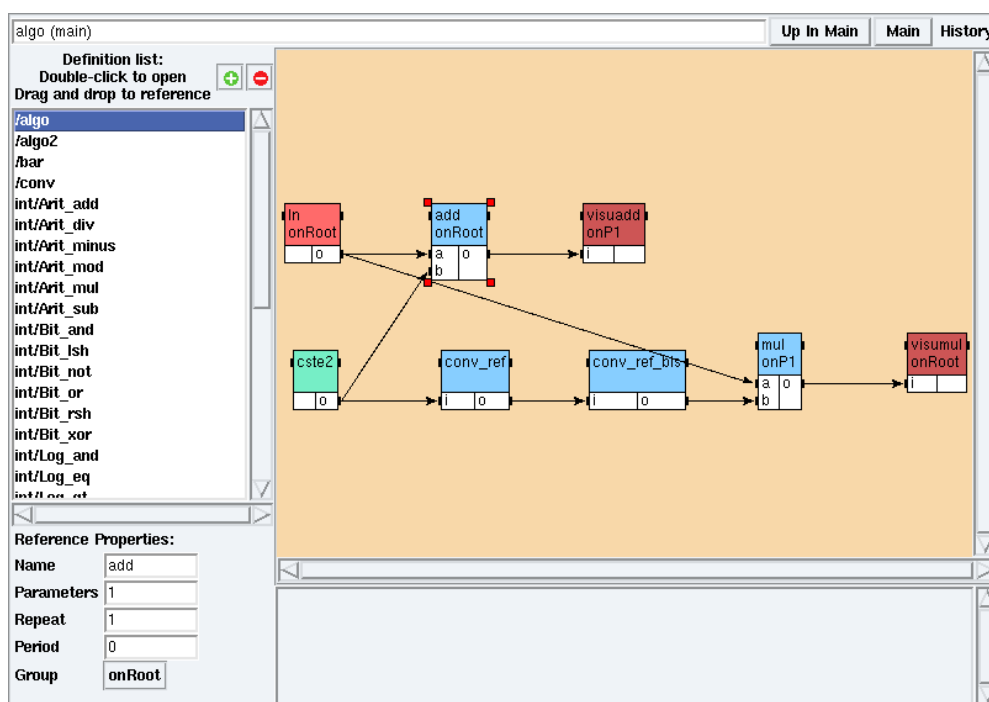 algo (main)
Up In Main
Main
History
Definition list:
Double-click to open
Drag and drop to reference
/algo
/algo2
/bar
/conv
int/Arit_add
int/Arit_div
int/Arit_minus
int/Arit_mod
int/Arit_mul
int/Arit_sub
int/Bit_and
int/Bit_lsh
int/Bit_not
int/Bit_or
int/Bit_rsh
int/Bit_xor
int/Log_and
int/Log_eq
int/Log_gt
In
onRoot
o
add
onRoot
a o
b
visuadd
onP1
i
cste2
o
conv_ref
i o
conv_ref_bis
i o
mul
onP1
a o
b
visumul
onRoot
i
Reference Properties:
Name add
Parameters 1
Repeat 1
Period 0
Group onRoot